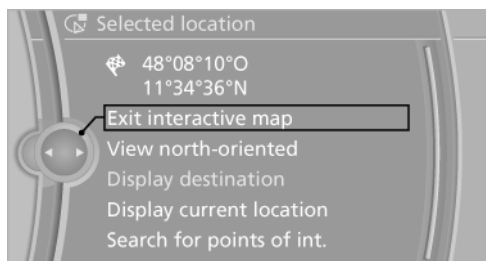 Selected location
48°08'10"O
11°34'36"N
Exit interactive map
View north-oriented
Display destination
Display current location
Search for points of int.